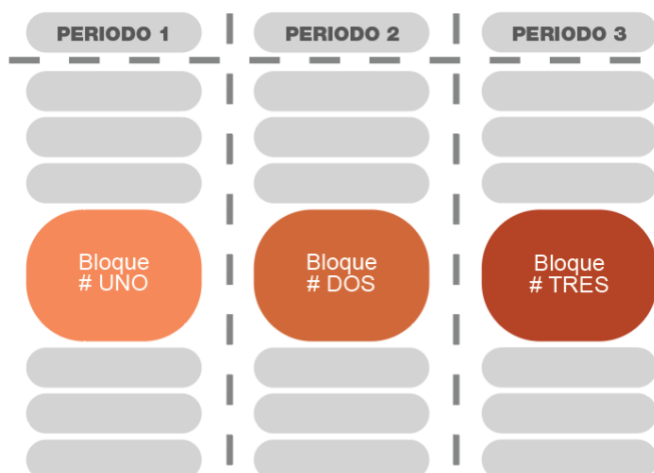 PERIODO 1
PERIODO 2
PERIODO 3
Bloque
# UNO
Bloque
# DOS
Bloque
# TRES